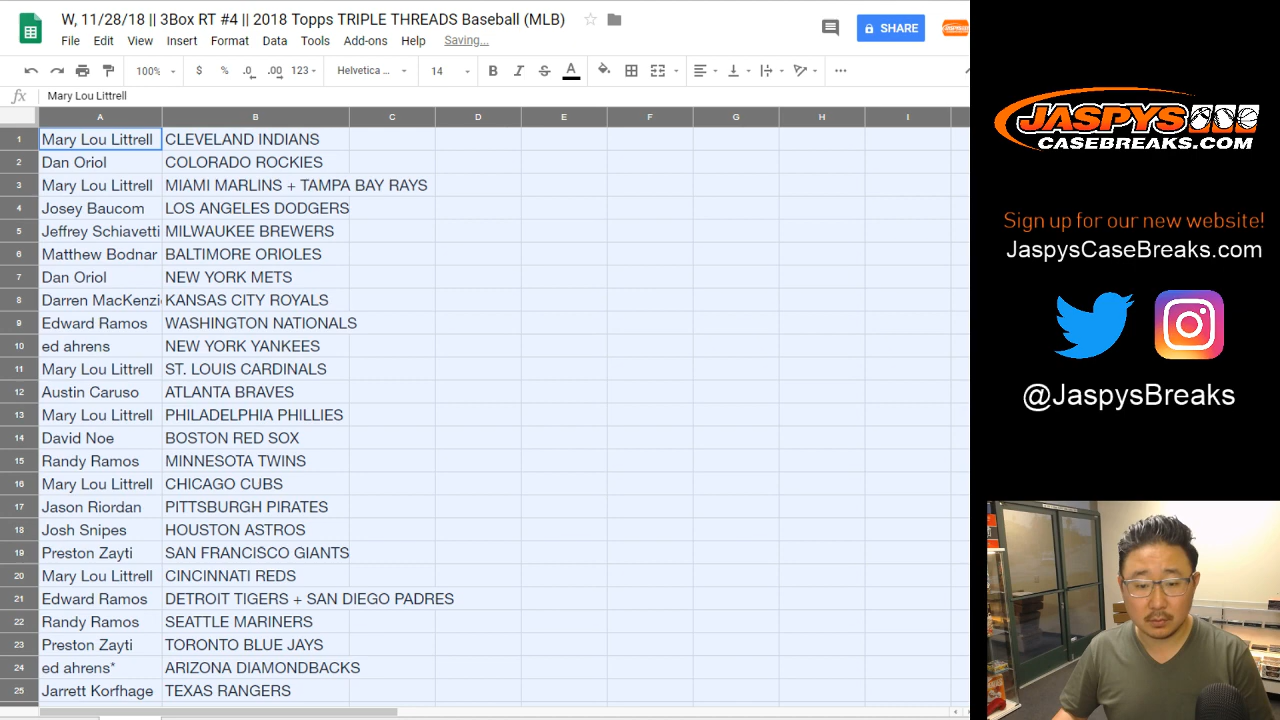 W, 11/28/18 || 3Box RT #4 || 2018 Topps TRIPLE THREADS Baseball (MLB)
File Edit View Insert Format Data Tools Add-ons Help Saving...
SHARE
100% $ % .0 .00 123 Helvetica ... 14 B I S A
fx Mary Lou Littrell
A B C D E F G H I
1 Mary Lou Littrell CLEVELAND INDIANS
2 Dan Oriol COLORADO ROCKIES
3 Mary Lou Littrell MIAMI MARLINS + TAMPA BAY RAYS
4 Josey Baucom LOS ANGELES DODGERS
5 Jeffrey Schiavetti MILWAUKEE BREWERS
6 Matthew Bodnar BALTIMORE ORIOLES
7 Dan Oriol NEW YORK METS
8 Darren MacKenzi KANSAS CITY ROYALS
9 Edward Ramos WASHINGTON NATIONALS
10 ed ahrens NEW YORK YANKEES
11 Mary Lou Littrell ST. LOUIS CARDINALS
12 Austin Caruso ATLANTA BRAVES
13 Mary Lou Littrell PHILADELPHIA PHILLIES
14 David Noe BOSTON RED SOX
15 Randy Ramos MINNESOTA TWINS
16 Mary Lou Littrell CHICAGO CUBS
17 Jason Riordan PITTSBURGH PIRATES
18 Josh Snipes HOUSTON ASTROS
19 Preston Zayti SAN FRANCISCO GIANTS
20 Mary Lou Littrell CINCINNATI REDS
21 Edward Ramos DETROIT TIGERS + SAN DIEGO PADRES
22 Randy Ramos SEATTLE MARINERS
23 Preston Zayti TORONTO BLUE JAYS
24 ed ahrens* ARIZONA DIAMONDBACKS
25 Jarrett Korfhage TEXAS RANGERS
JASPYS
CASEBREAKS.COM
Sign up for our new website!
JaspysCaseBreaks.com
@JaspysBreaks